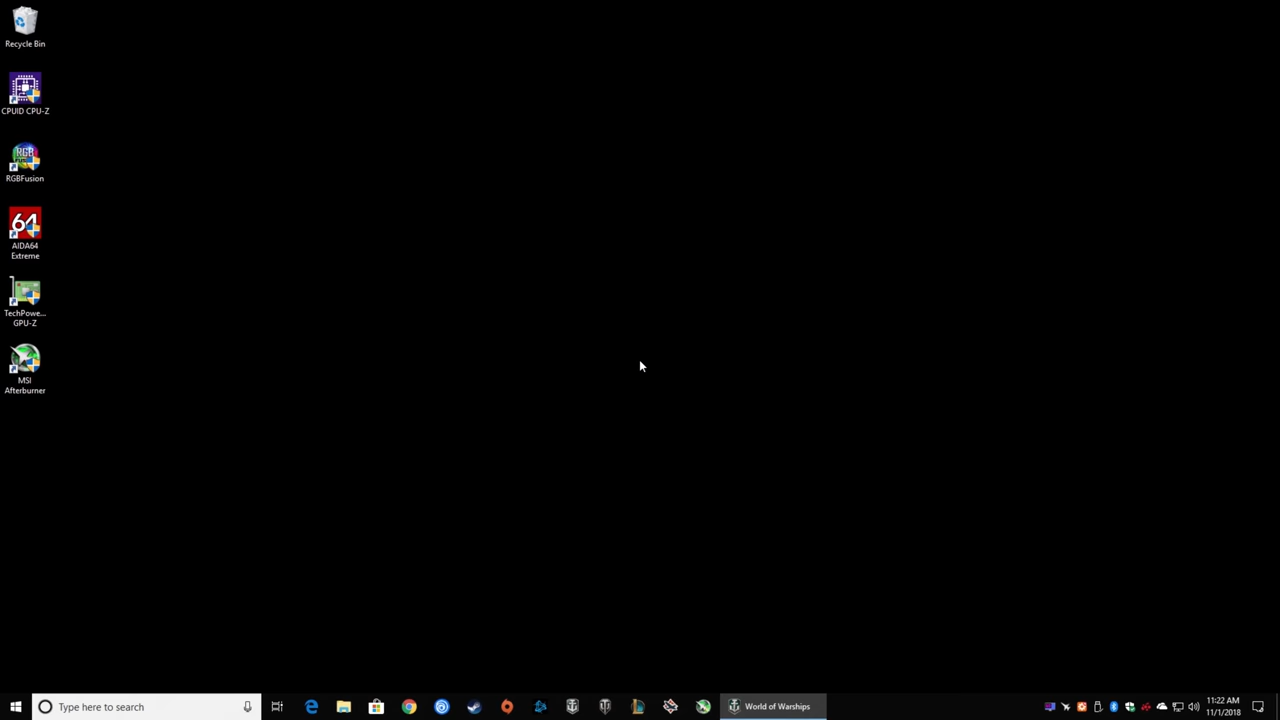 Recycle Bin
CPUID CPU-Z
RGB
RGBFusion
64
AIDA64
Extreme
TechPowe...
GPU-Z
MSI
Afterburner
Type here to search
World of Warships
11:22 AM
11/1/2018